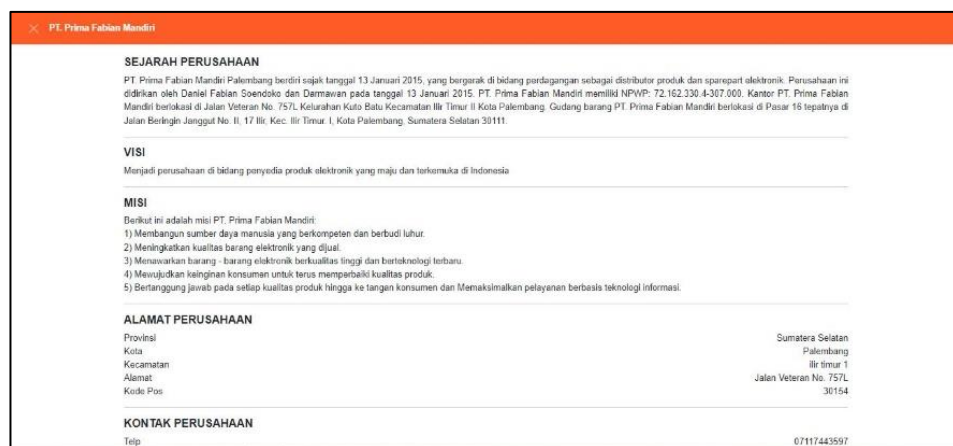 × PT. Prima Fabian Mandiri
SEJARAH PERUSAHAAN
PT. Prima Fabian Mandiri Palembang berdiri sejak tanggal 13 Januari 2015, yang bergerak di bidang perdagangan sebagai distributor produk dan sparepart elektronik. Perusahaan ini
didirikan oleh Daniel Fabian Soendoko dan Darmawan pada tanggal 13 Januari 2015. PT. Prima Fabian Mandiri memiliki NPWP: 72.162.330.4-307.000. Kantor PT. Prima Fabian
Mandiri berlokasi di Jalan Veteran No. 757L Kelurahan Kuto Batu Kecamatan Ilir Timur II Kota Palembang. Gudang barang PT. Prima Fabian Mandiri berlokasi di Pasar 16 tepatnya di
Jalan Beringin Janggut No. II, 17 Ilir, Kec. Ilir Timur. I, Kota Palembang, Sumatera Selatan 30111.
VISI
Menjadi perusahaan di bidang penyedia produk elektronik yang maju dan terkemuka di Indonesia
MISI
Berikut ini adalah misi PT. Prima Fabian Mandiri:
1) Membangun sumber daya manusia yang berkompeten dan berbudi luhur.
2) Meningkatkan kualitas barang elektronik yang dijual.
3) Menawarkan barang - barang elektronik berkualitas tinggi dan berteknologi terbaru.
4) Mewujudkan keinginan konsumen untuk terus memperbaiki kualitas produk.
5) Bertanggung jawab pada setiap kualitas produk hingga ke tangan konsumen dan Memaksimalkan pelayanan berbasis teknologi informasi.
ALAMAT PERUSAHAAN
Provinsi Sumatera Selatan
Kota Palembang
Kecamatan ilir timur 1
Alamat Jalan Veteran No. 757L
Kode Pos 30154
KONTAK PERUSAHAAN
Telp 07117443597